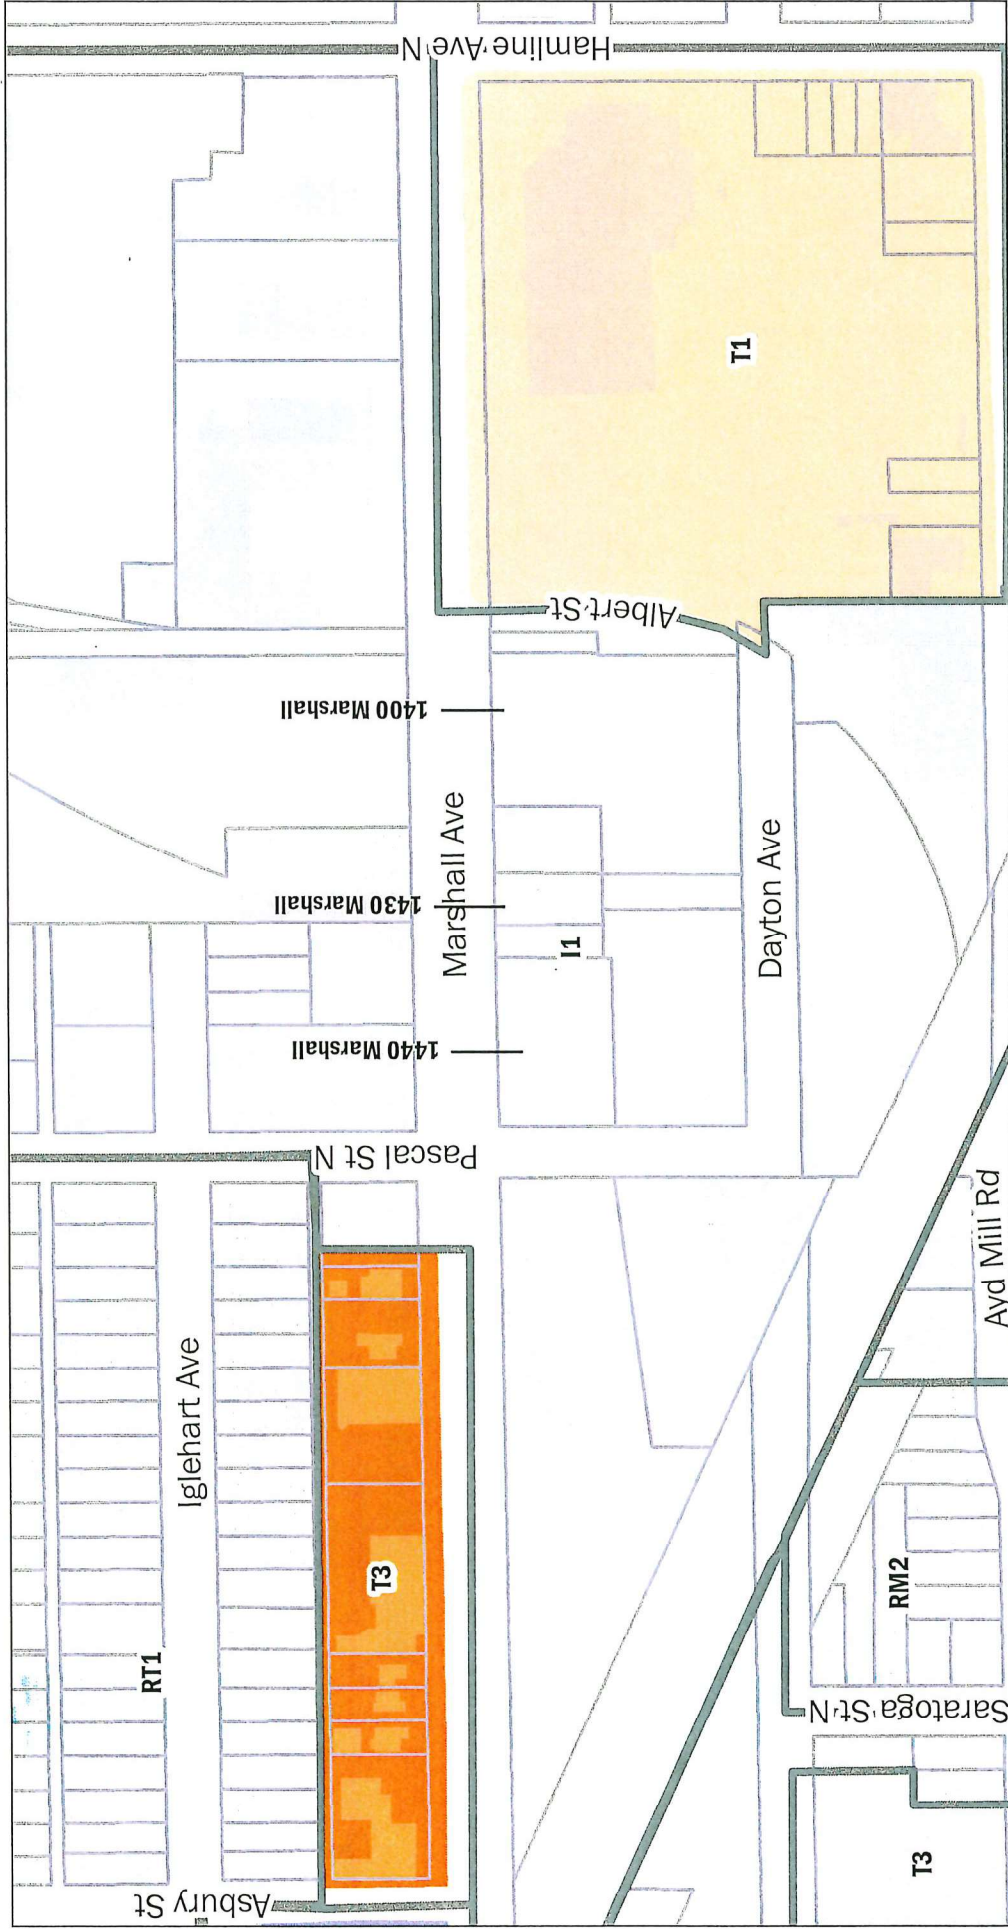 Hamline Ave N
T1
Albert St
1400 Marshall
Marshall Ave
1430 Marshall
I1
Dayton Ave
1440 Marshall
Pascal St N
Iglehart Ave
Ayd Mill Rd
T3
RM2
RT1
Saratoga St N
T3
Asbury St